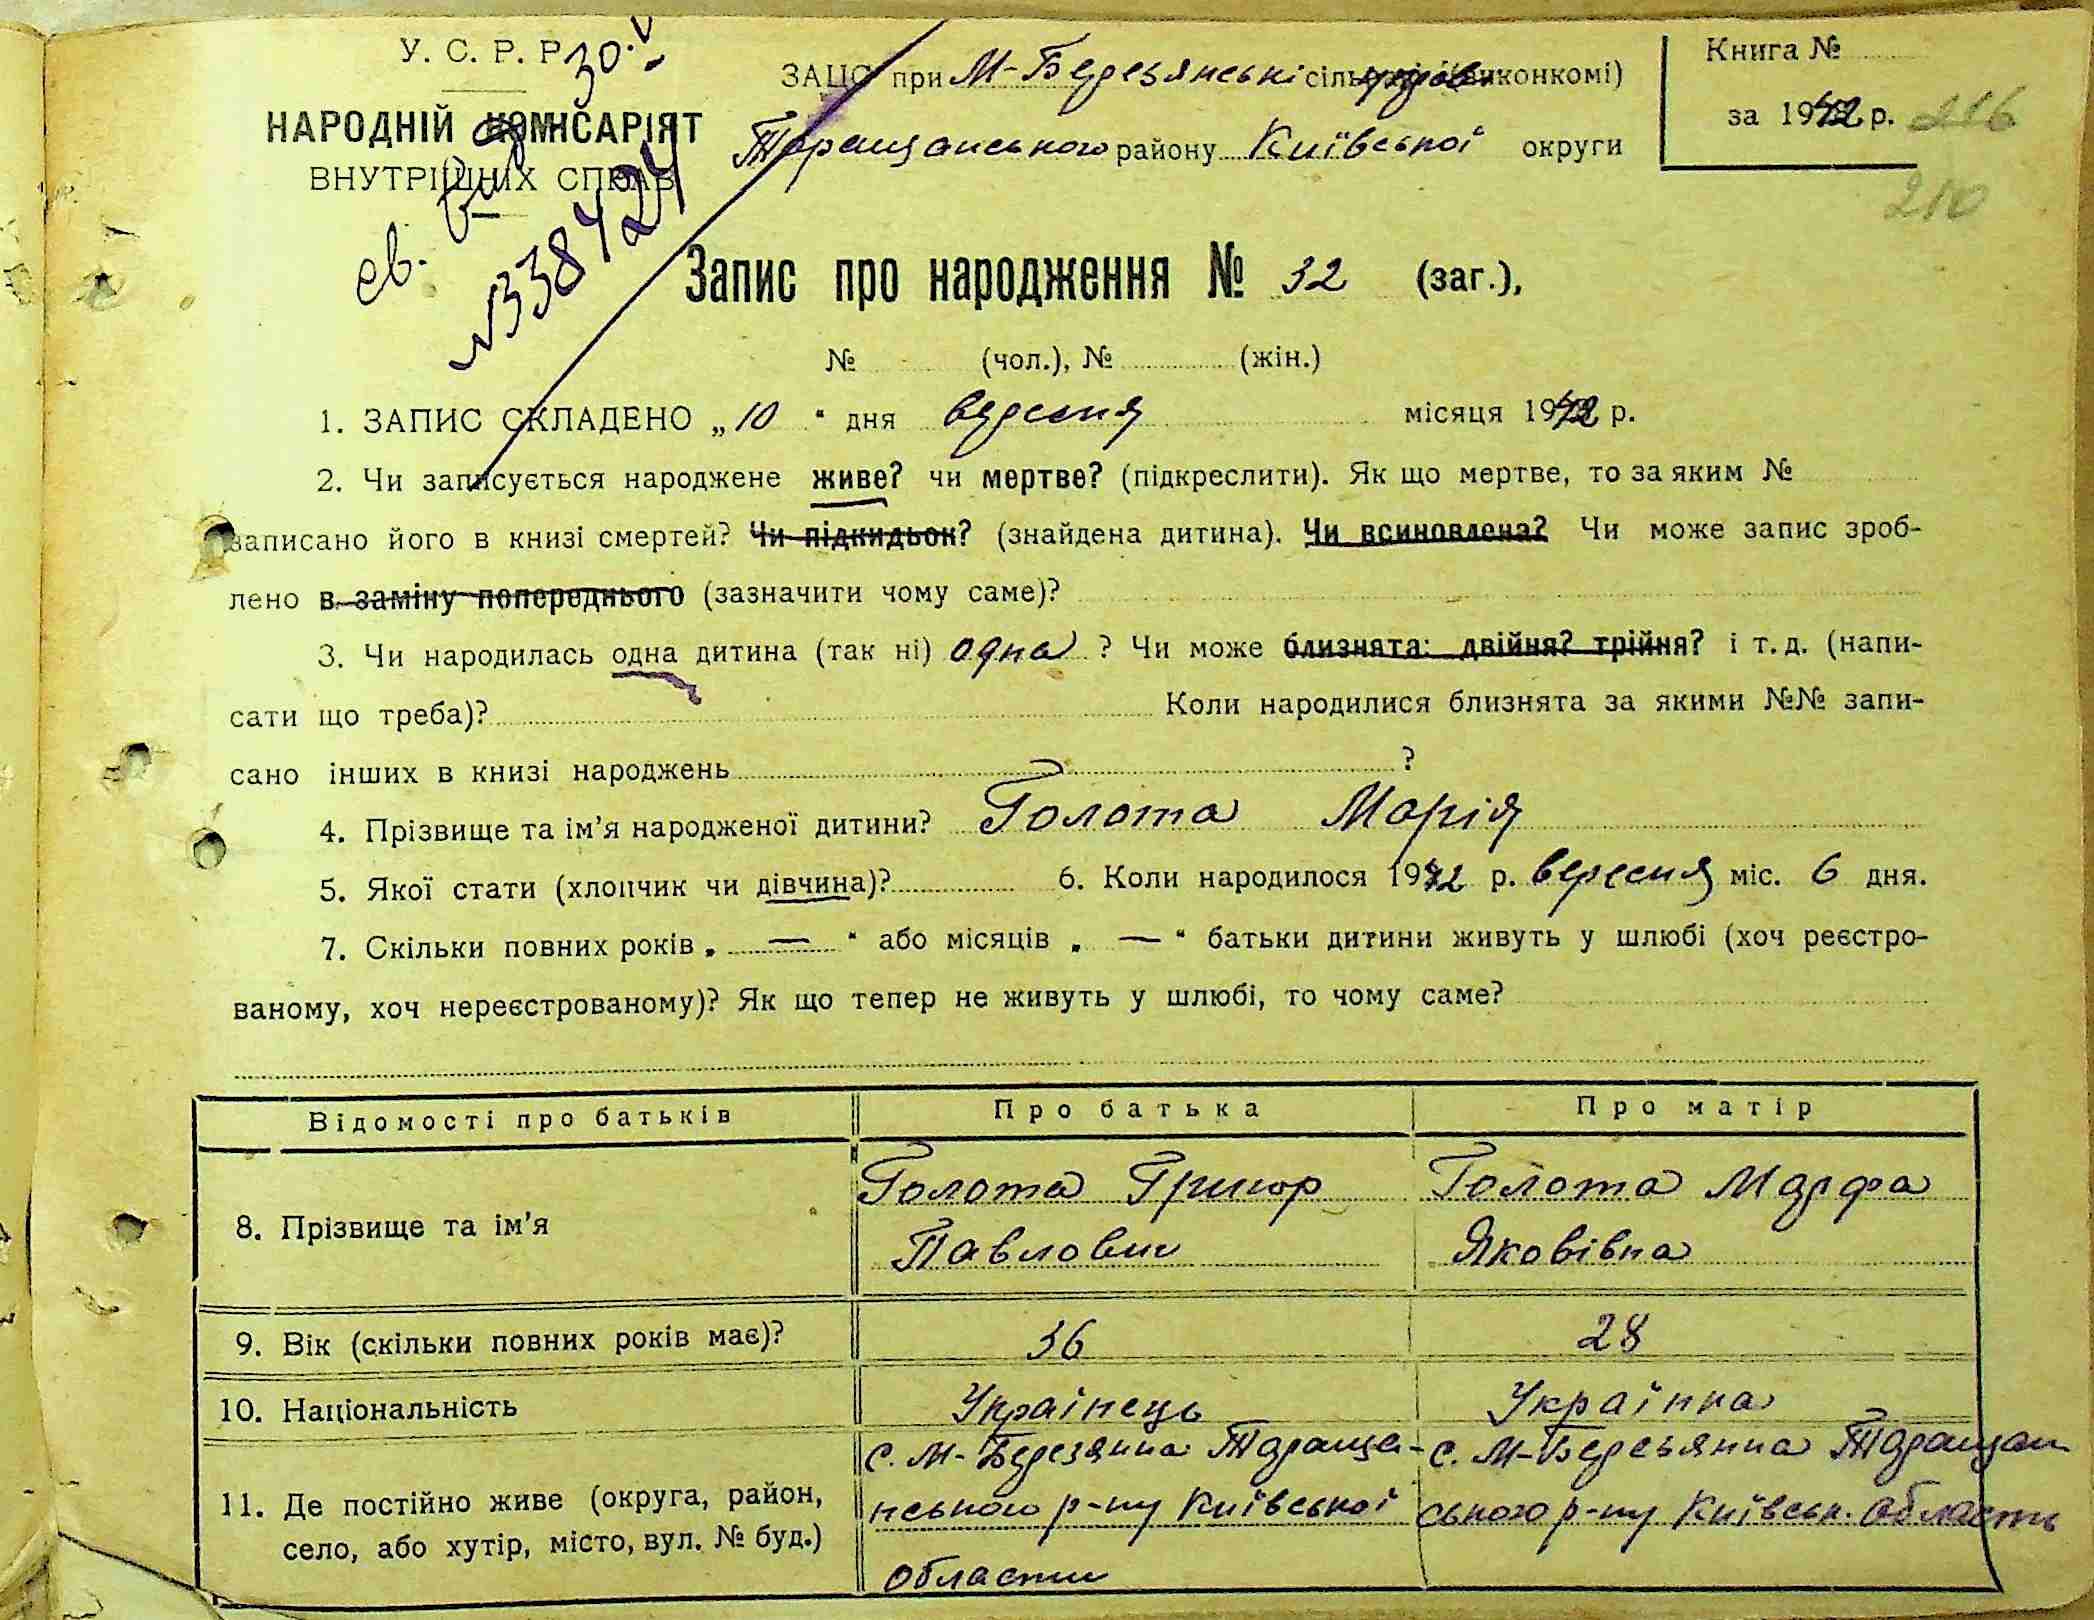 У. С. Р. Р. 30.V
НАРОДНІЙ КОМІСАРІЯТ
ВНУТРІШНІХ СПРАВ
св.
№338424
ЗАЦС при М-Березянські сіль (виконкомі)
Таращанського району Київської округи
Книга №
за 1942 р.
216
210
Запис про народження № 32 (заг.),
№ (чол.), № (жін.)
1. ЗАПИС СКЛАДЕНО „10“ дня вересня місяця 1942 р.
2. Чи записується народжене живе? чи мертве? (підкреслити). Як що мертве, то за яким №
записано його в книзі смертей? Чи підкидьок? (знайдена дитина). Чи всиновлена? Чи може запис зроб-
лено в заміну попереднього (зазначити чому саме)?
3. Чи народилась одна дитина (так ні) одна ? Чи може близнята: двійня? трійня? і т. д. (напи-
сати що треба)? Коли народилися близнята за якими №№ запи-
сано інших в книзі народжень ?
4. Прізвище та ім’я народженої дитини? Голота Марія
5. Якої стати (хлопчик чи дівчина)? 6. Коли народилося 1942 р. вересня міс. 6 дня.
7. Скільки повних років „ — “ або місяців „ — “ батьки дитини живуть у шлюбі (хоч реєстро-
ваному, хоч нереєстрованому)? Як що тепер не живуть у шлюбі, то чому саме?
Відомості про батьків Про батька Про матір
8. Прізвище та ім’я
Голота Григор
Павлович
Голота Марфа
Яковівна
9. Вік (скільки повних років має)? 36 28
10. Національність Українець Українка
11. Де постійно живе (округа, район,
село, або хутір, місто, вул. № буд.)
с. М-Березянка Тараща-
нського р-ну Київської
области
с. М-Березянка Таращан
ського р-ну Київськ. области